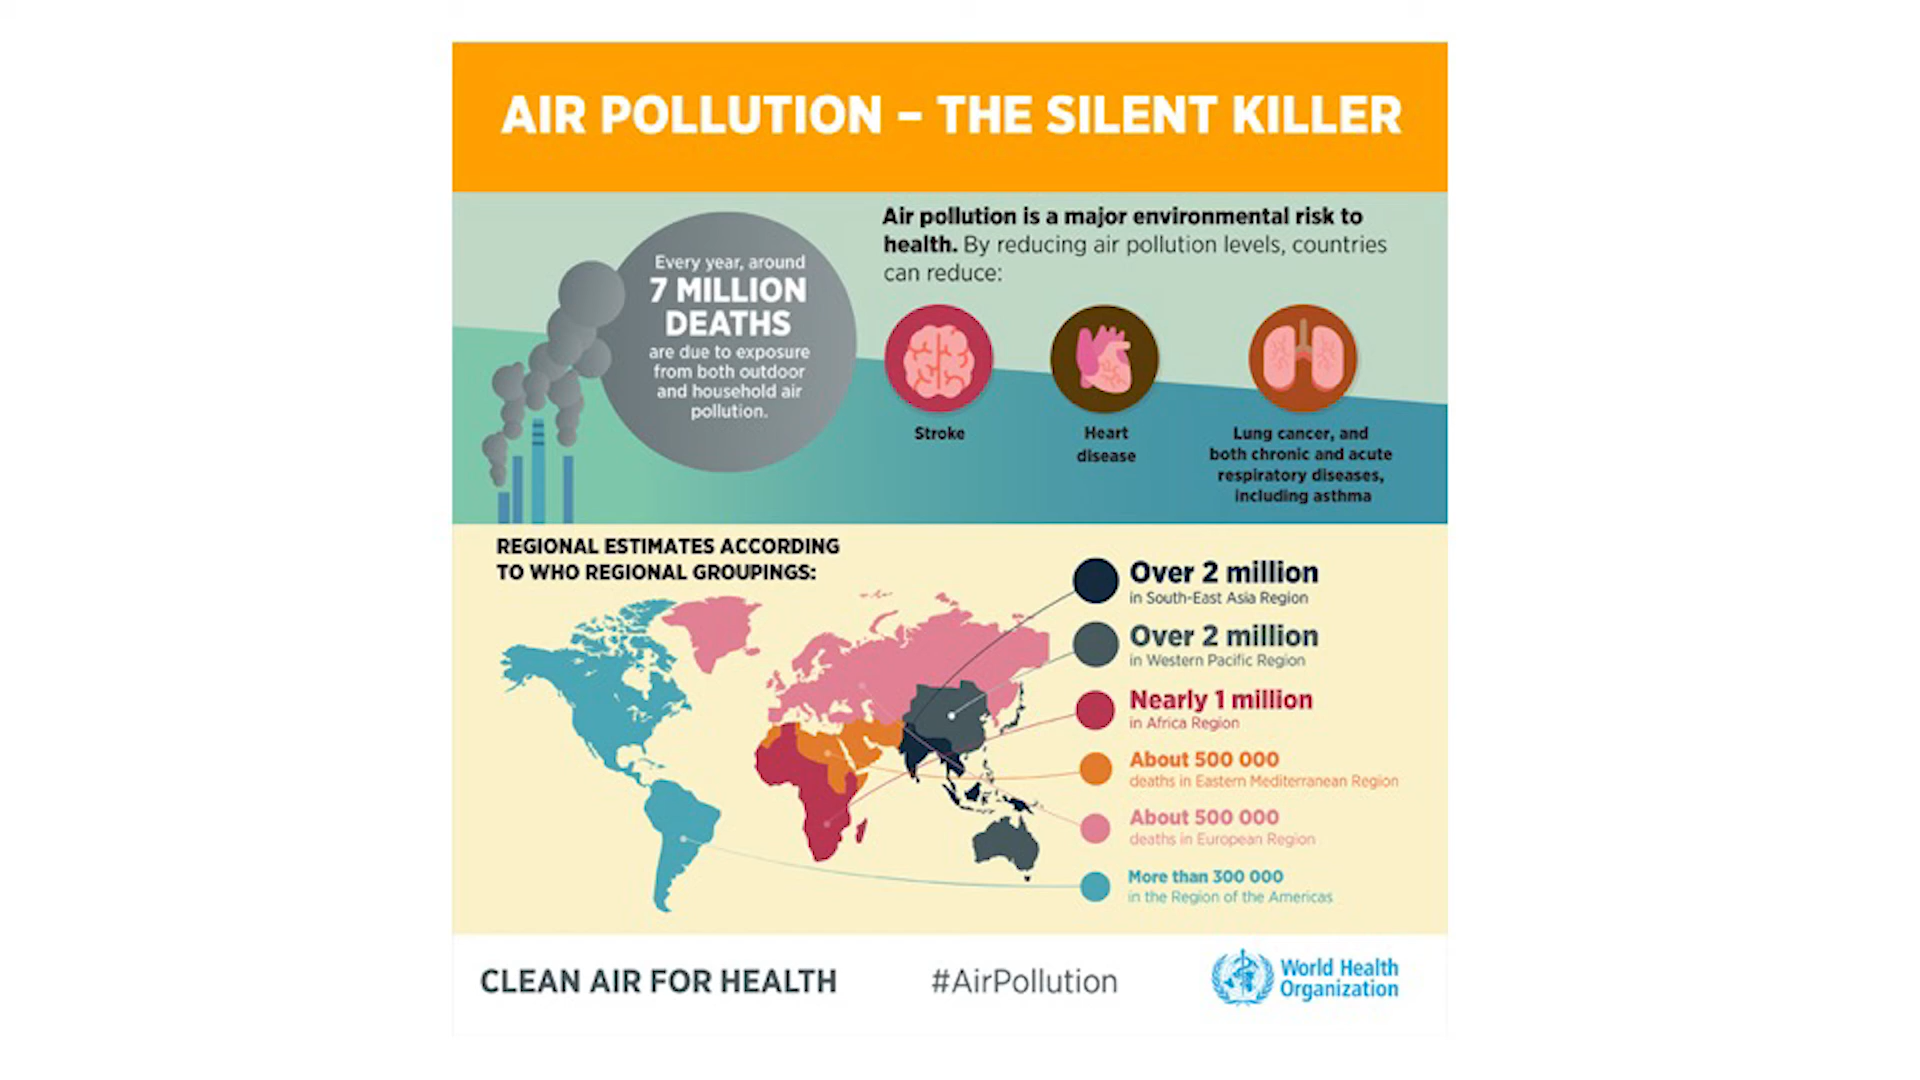 AIR POLLUTION – THE SILENT KILLER
Every year, around
7 MILLION
DEATHS
are due to exposure
from both outdoor
and household air
pollution.
Air pollution is a major environmental risk to
health. By reducing air pollution levels, countries
can reduce:
Stroke
Heart
disease
Lung cancer, and
both chronic and acute
respiratory diseases,
including asthma
REGIONAL ESTIMATES ACCORDING
TO WHO REGIONAL GROUPINGS:
Over 2 million
in South-East Asia Region
Over 2 million
in Western Pacific Region
Nearly 1 million
in Africa Region
About 500 000
deaths in Eastern Mediterranean Region
About 500 000
deaths in European Region
More than 300 000
in the Region of the Americas
CLEAN AIR FOR HEALTH
#AirPollution
World Health
Organization